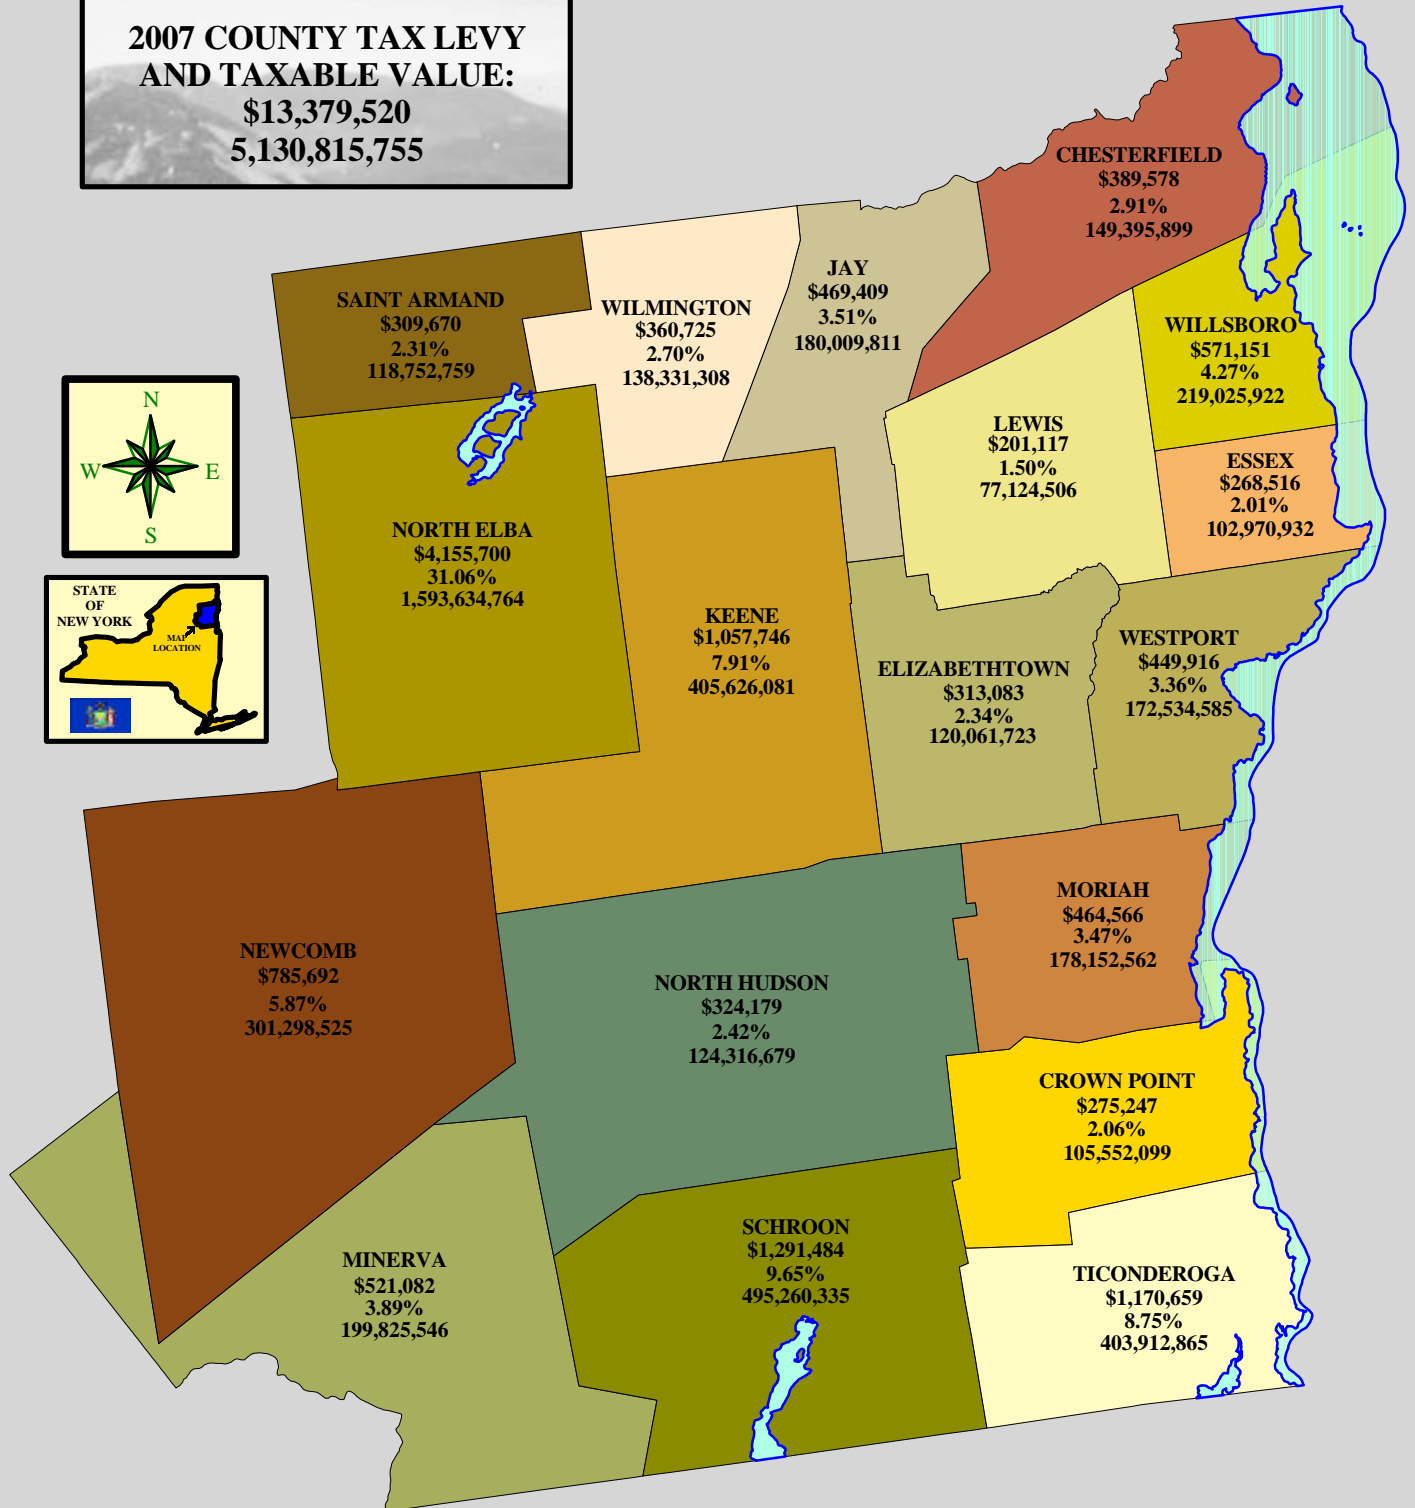 2007 COUNTY TAX LEVY
AND TAXABLE VALUE:
$13,379,520
5,130,815,755
CHESTERFIELD
$389,578
2.91%
149,395,899
JAY
$469,409
3.51%
180,009,811
SAINT ARMAND
$309,670
2.31%
118,752,759
WILMINGTON
$360,725
2.70%
138,331,308
WILLSBORO
$571,151
4.27%
219,025,922
LEWIS
$201,117
1.50%
77,124,506
ESSEX
$268,516
2.01%
102,970,932
N
W
E
S
NORTH ELBA
$4,155,700
31.06%
1,593,634,764
STATE
OF
NEW YORK
MAP
LOCATION
KEENE
$1,057,746
7.91%
405,626,081
ELIZABETHTOWN
$313,083
2.34%
120,061,723
WESTPORT
$449,916
3.36%
172,534,585
MORIAH
$464,566
3.47%
178,152,562
NEWCOMB
$785,692
5.87%
301,298,525
NORTH HUDSON
$324,179
2.42%
124,316,679
CROWN POINT
$275,247
2.06%
105,552,099
SCHROON
$1,291,484
9.65%
495,260,335
MINERVA
$521,082
3.89%
199,825,546
TICONDEROGA
$1,170,659
8.75%
403,912,865